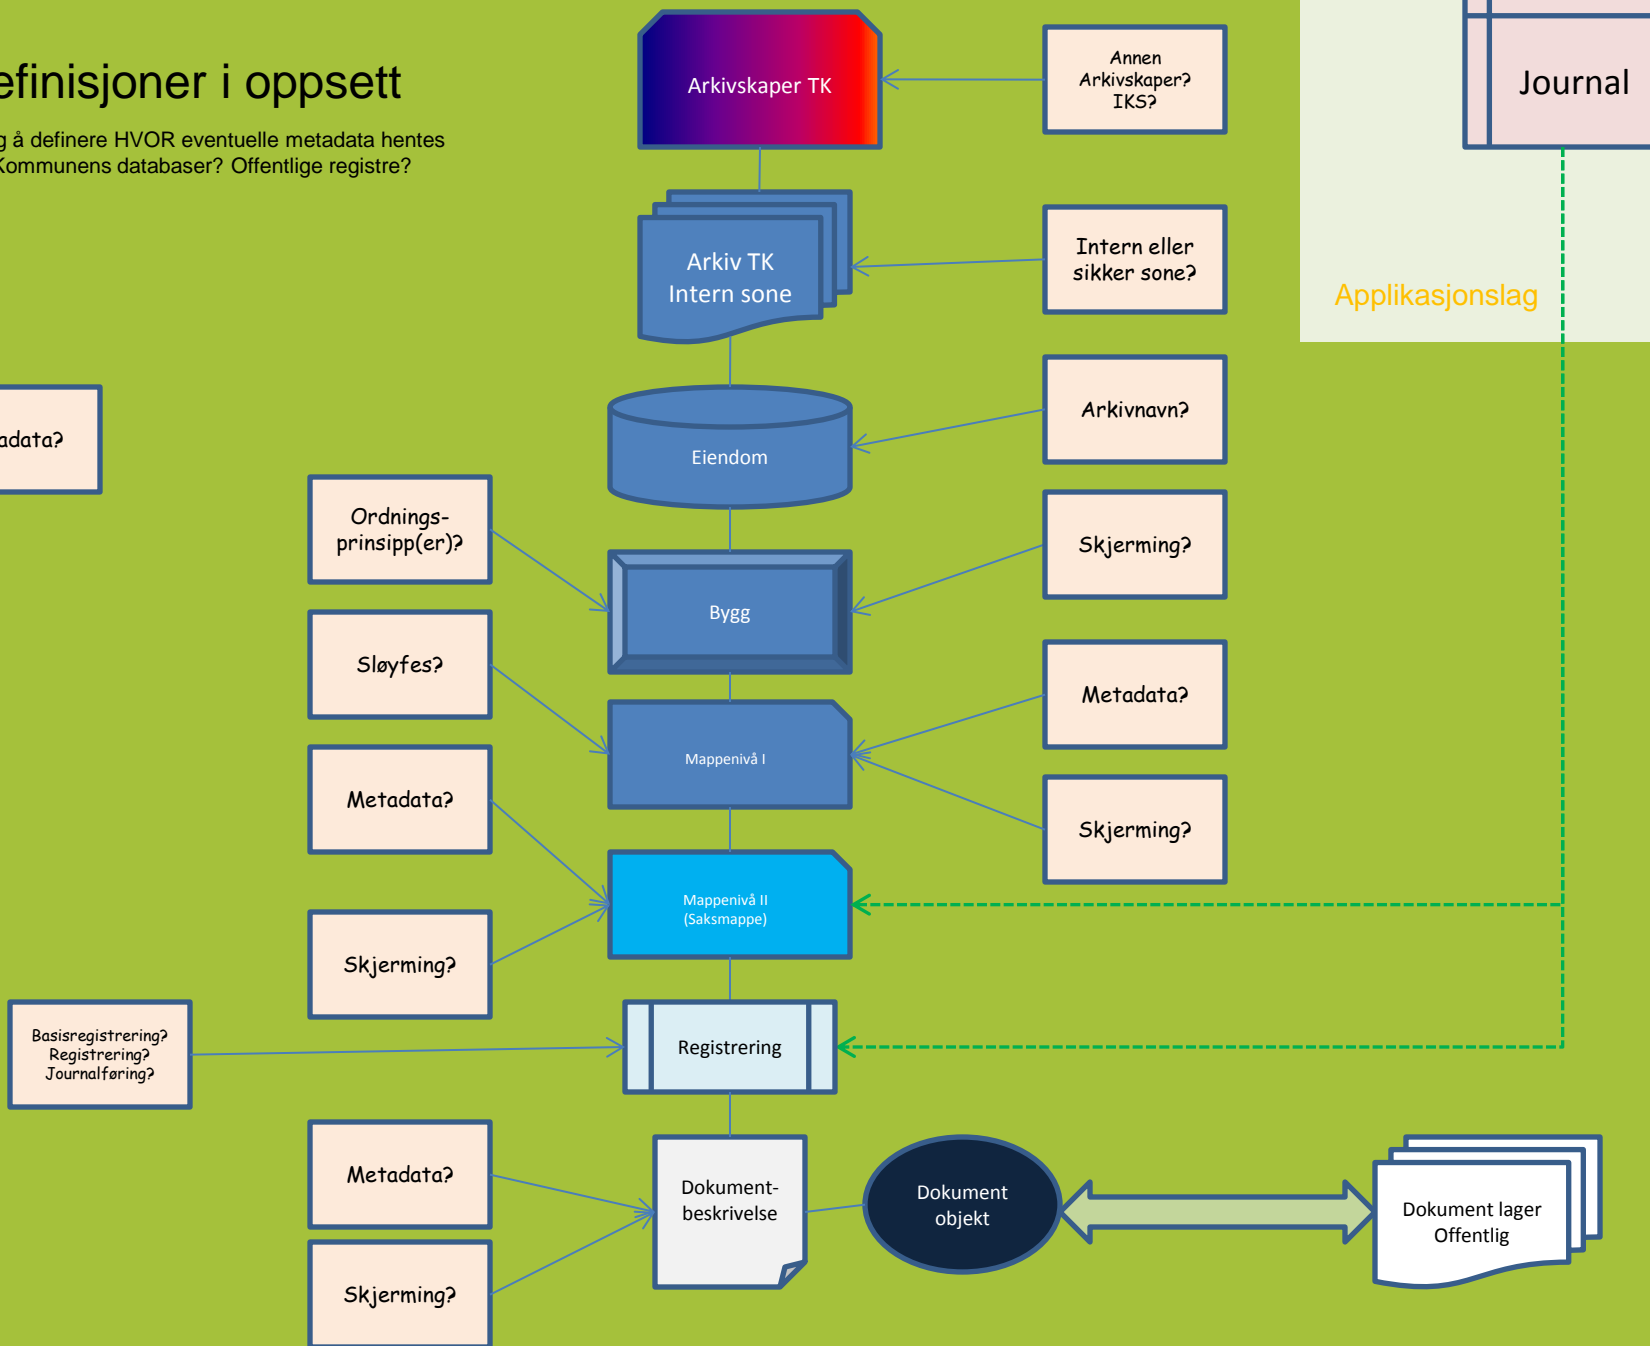 efinisjoner i oppsett
g å definere HVOR eventuelle metadata hentes
Kommunens databaser? Offentlige registre?
Arkivskaper TK
Annen
Arkivskaper?
IKS?
Journal
Arkiv TK
Intern sone
Intern eller
sikker sone?
Applikasjonslag
Eiendom
Arkivnavn?
adata?
Ordnings-
prinsipp(er)?
Bygg
Skjerming?
Sløyfes?
Mappenivå I
Metadata?
Metadata?
Skjerming?
Mappenivå II
(Saksmappe)
Skjerming?
Basisregistrering?
Registrering?
Journalføring?
Registrering
Metadata?
Skjerming?
Dokument-
beskrivelse
Dokument
objekt
Dokument lager
Offentlig